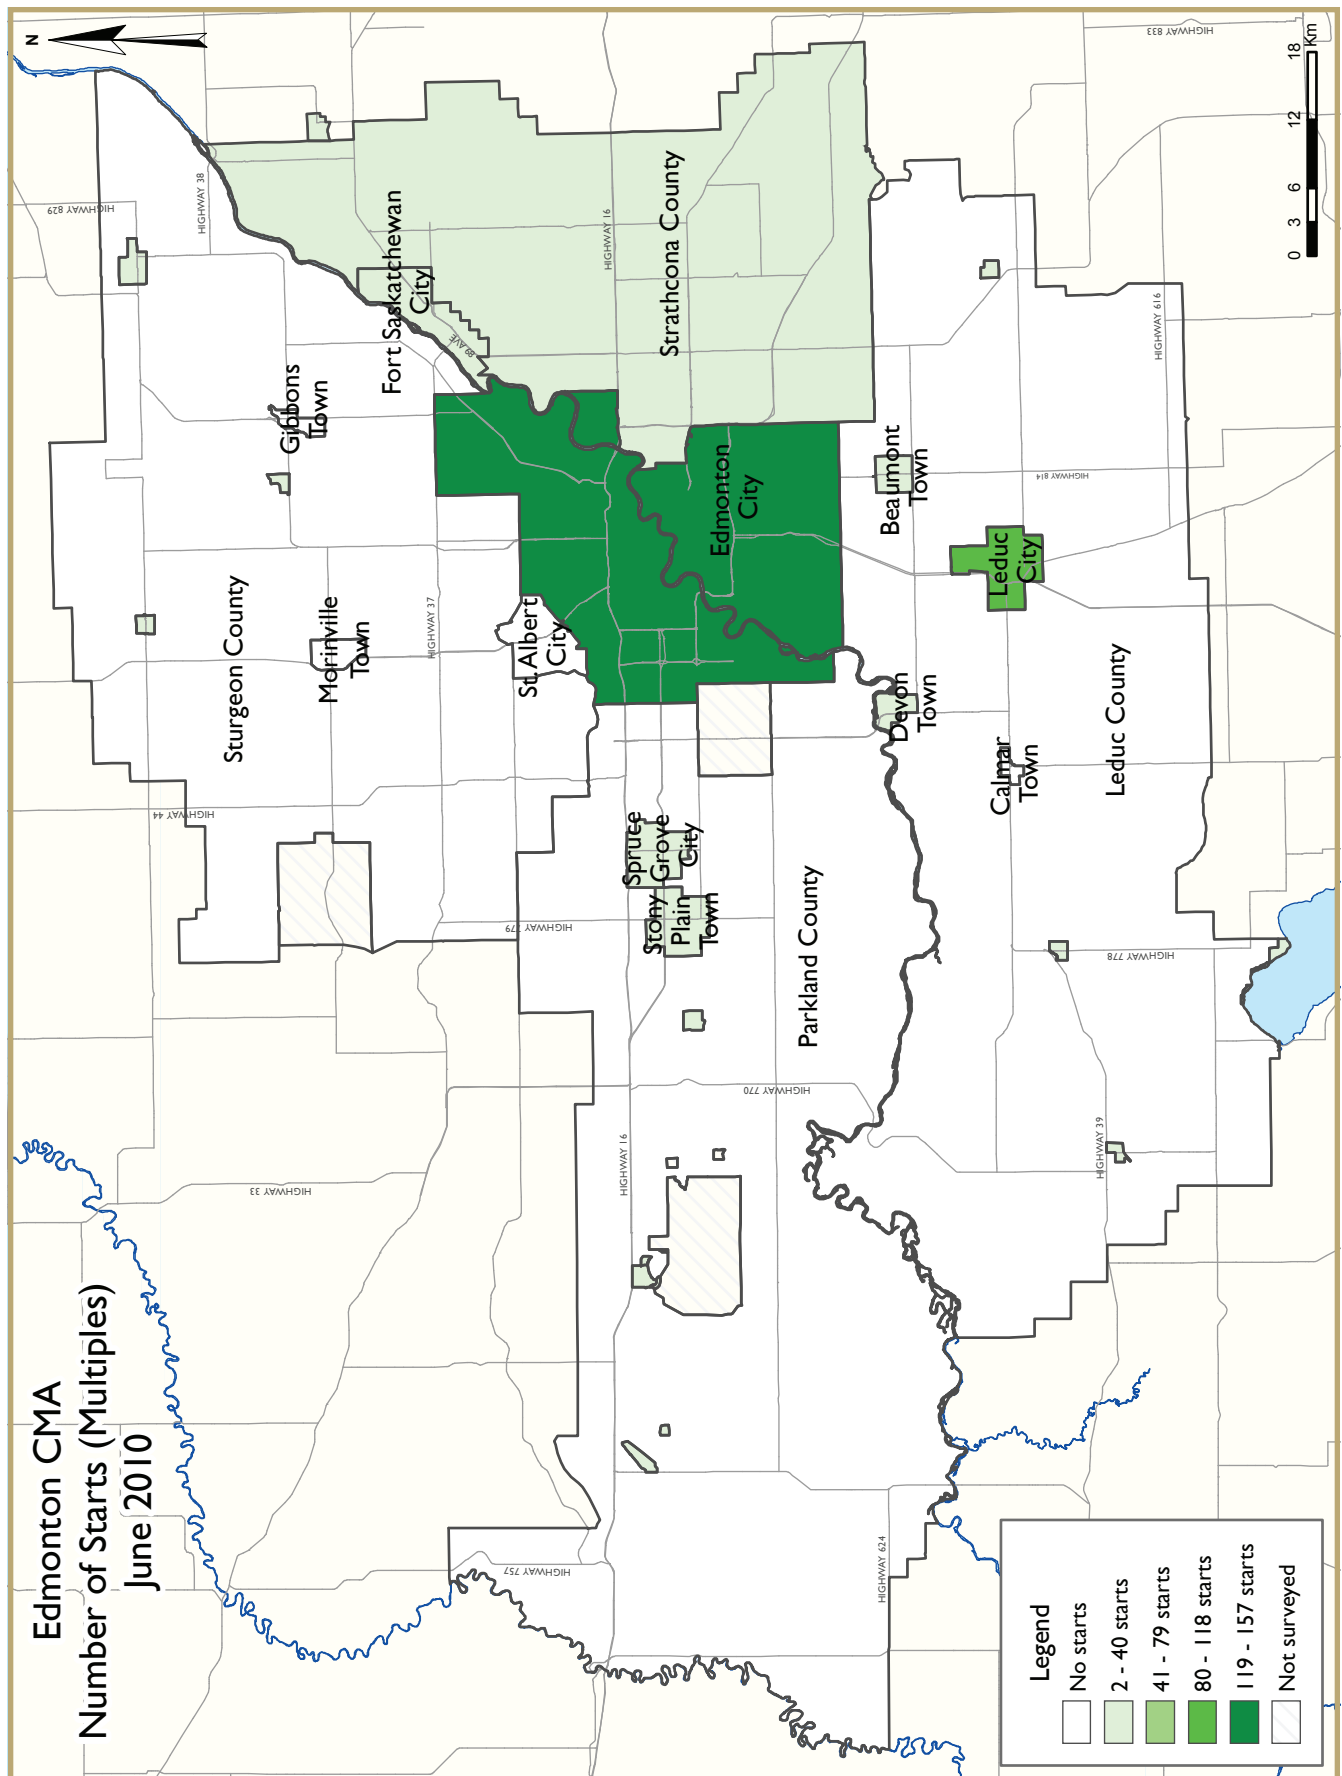 Edmonton CMA
Number of Starts (Multiples)
June 2010
N
HIGHWAY 833
HIGHWAY 829
HIGHWAY 38
HIGHWAY 16
Fort Saskatchewan
City
89 AVE
Strathcona County
HIGHWAY 616
Gibbons
Town
Edmonton
City
Beaumont
Town
HIGHWAY 814
Leduc
City
Sturgeon County
Morinville
Town
HIGHWAY 37
St. Albert
City
Devon
Town
Calmar
Town
Leduc County
HIGHWAY 44
Spruce
Grove
City
Stony
Plain
Town
HIGHWAY 779
Parkland County
HIGHWAY 778
HIGHWAY 770
HIGHWAY 39
HIGHWAY 16
HIGHWAY 33
HIGHWAY 757
HIGHWAY 624
0 3 6 12 18
Km
Legend
No starts
2 - 40 starts
41 - 79 starts
80 - 118 starts
119 - 157 starts
Not surveyed